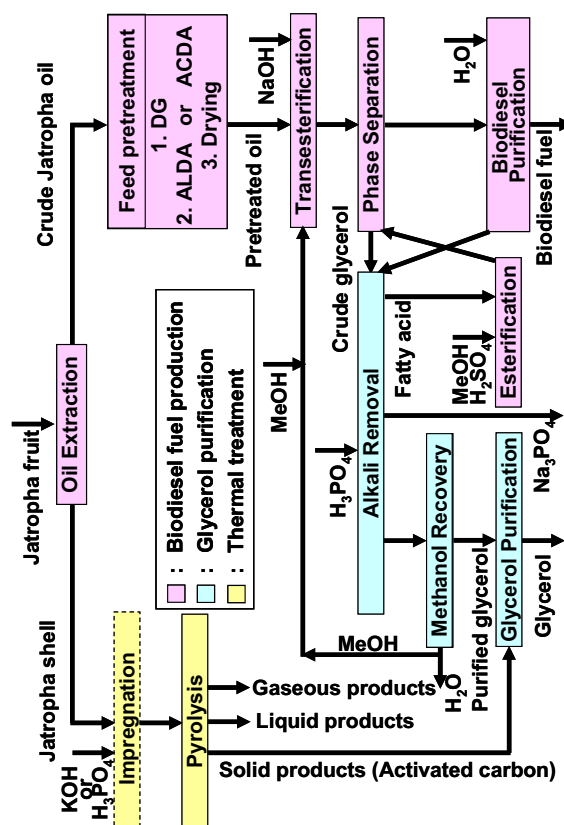 Jatropha fruit
Oil Extraction
Jatropha shell
Crude Jatropha oil
KOH
or
H3PO4
Impregnation
Pyrolysis
Gaseous products
Liquid products
Solid products (Activated carbon)
Feed pretreatment
1. DG
2. ALDA or ACDA
3. Drying
Pretreated oil
NaOH
Transesterification
Phase Separation
H2O
Biodiesel
Purification
Biodiesel fuel
: Biodiesel fuel production
: Glycerol purification
: Thermal treatment
MeOH
Crude glycerol
H3PO4
Alkali Removal
Fatty acid
MeOH
H2SO4
Esterification
Na3PO4
MeOH
Methanol Recovery
H2O
Purified glycerol
Glycerol Purification
Glycerol